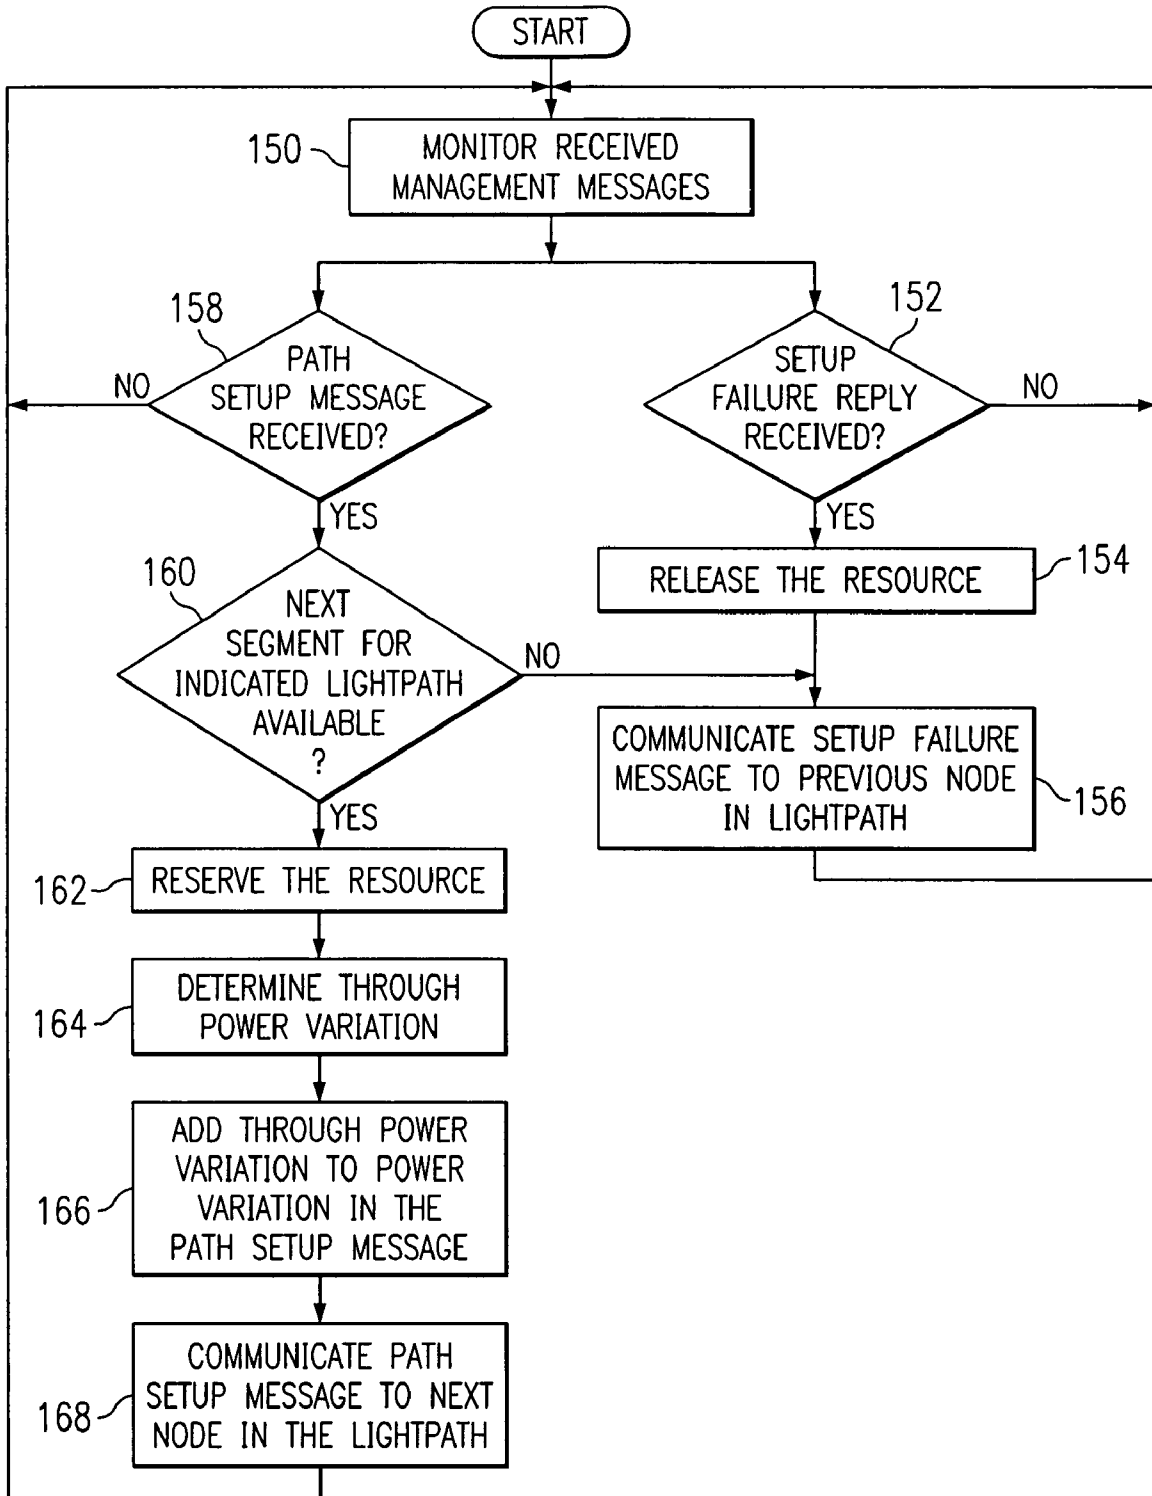 START
150
MONITOR RECEIVED
MANAGEMENT MESSAGES
158
PATH
SETUP MESSAGE
RECEIVED?
NO
YES
152
SETUP
FAILURE REPLY
RECEIVED?
NO
YES
160
NEXT
SEGMENT FOR
INDICATED LIGHTPATH
AVAILABLE
?
NO
YES
RELEASE THE RESOURCE
154
COMMUNICATE SETUP FAILURE
MESSAGE TO PREVIOUS NODE
IN LIGHTPATH
156
162
RESERVE THE RESOURCE
164
DETERMINE THROUGH
POWER VARIATION
166
ADD THROUGH POWER
VARIATION TO POWER
VARIATION IN THE
PATH SETUP MESSAGE
168
COMMUNICATE PATH
SETUP MESSAGE TO NEXT
NODE IN THE LIGHTPATH